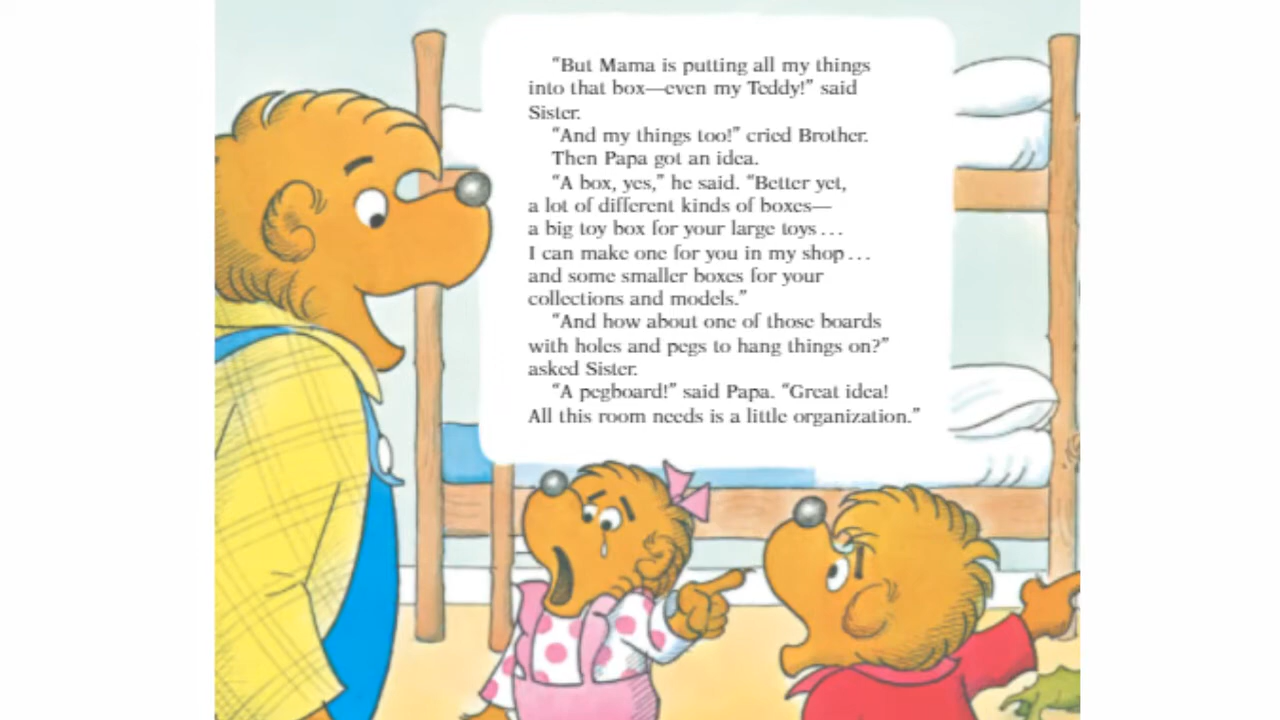 “But Mama is putting all my things
into that box—even my Teddy!” said
Sister.
“And my things too!” cried Brother.
Then Papa got an idea.
“A box, yes,” he said. “Better yet,
a lot of different kinds of boxes—
a big toy box for your large toys...
I can make one for you in my shop...
and some smaller boxes for your
collections and models.”
“And how about one of those boards
with holes and pegs to hang things on?”
asked Sister.
“A pegboard!” said Papa. “Great idea!
All this room needs is a little organization.”